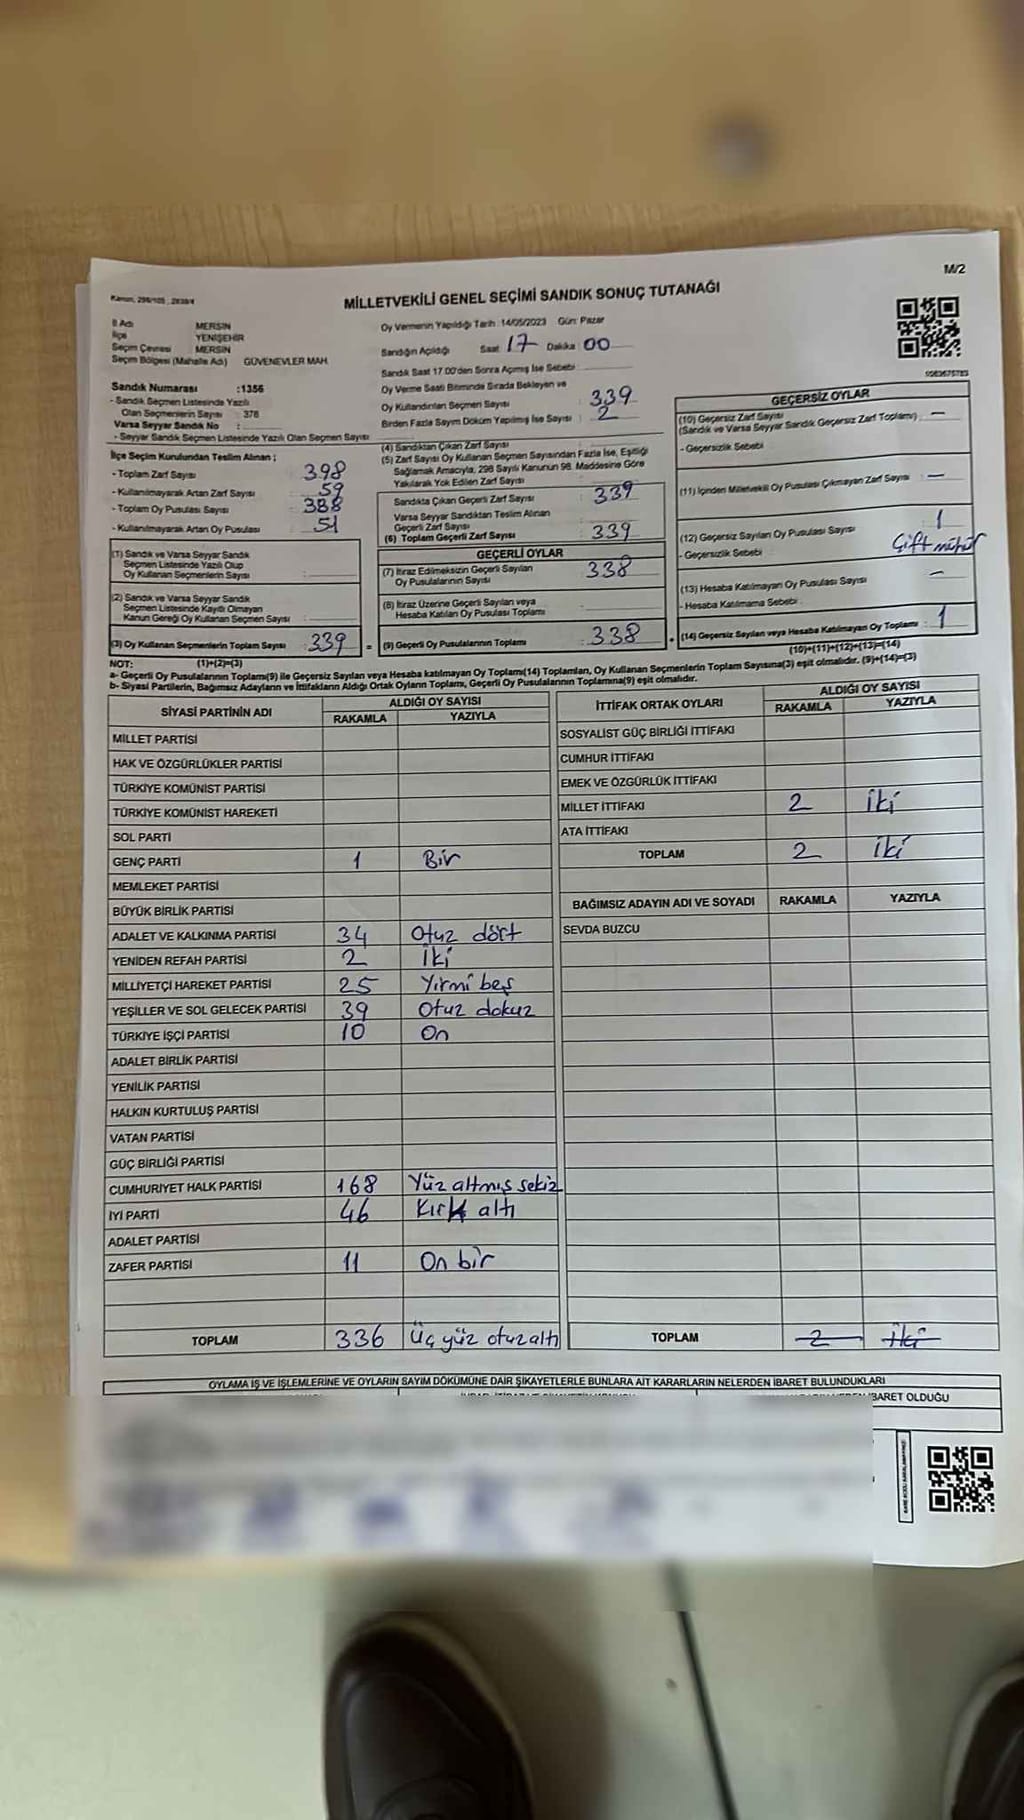 M/2
Kanun, 298/105 ; 2839/4
MİLLETVEKİLİ GENEL SEÇİMİ SANDIK SONUÇ TUTANAĞI
İl Adı MERSİN
İlçe YENİŞEHİR
Seçim Çevresi MERSİN
Seçim Bölgesi (Mahalle Adı) GÜVENEVLER MAH.
Oy Vermenin Yapıldığı Tarih : 14/05/2023 Gün: Pazar
Sandığın Açıldığı Saat 17 Dakika 00
Sandık Saat 17.00'den Sonra Açımış İse Sebebi :
Sandık Numarası :1356
- Sandık Seçmen Listesinde Yazılı
Olan Seçmenlerin Sayısı : 378
Varsa Seyyar Sandık No :
- Seyyar Sandık Seçmen Listesinde Yazılı Olan Seçmen Sayısı
Oy Verme Saati Bitiminde Sırada Bekleyen ve
Oy Kullandırılan Seçmen Sayısı : 339
Birden Fazla Sayım Döküm Yapılmış İse Sayısı : 2
İlçe Seçim Kurulundan Teslim Alınan ;
- Toplam Zarf Sayısı 398
- Kullanılmayarak Artan Zarf Sayısı 59
- Toplam Oy Pusulası Sayısı 388
- Kullanılmayarak Artan Oy Pusulası 51
(4) Sandıktan Çıkan Zarf Sayısı
(5) Zarf Sayısı Oy Kullanan Seçmen Sayısından Fazla İse, Eşitliği
Sağlamak Amacıyla, 298 Sayılı Kanunun 98. Maddesine Göre
Yakılarak Yok Edilen Zarf Sayısı
Sandıkta Çıkan Geçerli Zarf Sayısı : 339
Varsa Seyyar Sandıktan Teslim Alınan
Geçerli Zarf Sayısı
(6) Toplam Geçerli Zarf Sayısı : 339
GEÇERSİZ OYLAR
(10) Geçersiz Zarf Sayısı
(Sandık ve Varsa Seyyar Sandık Geçersiz Zarf Toplamı) : —
- Geçersizlik Sebebi
(11) İçinden Milletvekili Oy Pusulası Çıkmayan Zarf Sayısı : —
(12) Geçersiz Sayılan Oy Pusulası Sayısı : 1
- Geçersizlik Sebebi : Çift mühür
(13) Hesaba Katılmayan Oy Pusulası Sayısı —
- Hesaba Katılmama Sebebi :
(14) Geçersiz Sayılan veya Hesaba Katılmayan Oy Toplamı : 1
(10)+(11)+(12)+(13)=(14)
(1) Sandık ve Varsa Seyyar Sandık
Seçmen Listesinde Yazılı Olup
Oy Kullanan Seçmenlerin Sayısı :
(2) Sandık ve Varsa Seyyar Sandık
Seçmen Listesinde Kayıtlı Olmayan
Kanun Gereği Oy Kullanan Seçmen Sayısı :
(3) Oy Kullanan Seçmenlerin Toplam Sayısı : 339 =
GEÇERLİ OYLAR
(7) İtiraz Edilmeksizin Geçerli Sayılan
Oy Pusulalarının Sayısı : 338
(8) İtiraz Üzerine Geçerli Sayılan veya
Hesaba Katılan Oy Pusulası Toplamı :
(9) Geçerli Oy Pusulalarının Toplamı : 338 +
NOT: (1)+(2)=(3)
a- Geçerli Oy Pusulalarının Toplamı(9) ile Geçersiz Sayılan veya Hesaba katılmayan Oy Toplamı(14) Toplamları, Oy Kullanan Seçmenlerin Toplam Sayısına(3) eşit olmalıdır. (9)+(14)=(3)
b- Siyasi Partilerin, Bağımsız Adayların ve İttifakların Aldığı Ortak Oyların Toplamı, Geçerli Oy Pusulalarının Toplamına(9) eşit olmalıdır.
SİYASİ PARTİNİN ADI ALDIĞI OY SAYISI
RAKAMLA YAZIYLA
MİLLET PARTİSİ
HAK VE ÖZGÜRLÜKLER PARTİSİ
TÜRKİYE KOMÜNİST PARTİSİ
TÜRKİYE KOMÜNİST HAREKETİ
SOL PARTİ
GENÇ PARTİ 1 Bir
MEMLEKET PARTİSİ
BÜYÜK BİRLİK PARTİSİ
ADALET VE KALKINMA PARTİSİ 34 Otuz dört
YENİDEN REFAH PARTİSİ 2 İki
MİLLİYETÇİ HAREKET PARTİSİ 25 Yirmi beş
YEŞİLLER VE SOL GELECEK PARTİSİ 39 Otuz dokuz
TÜRKİYE İŞÇİ PARTİSİ 10 On
ADALET BİRLİK PARTİSİ
YENİLİK PARTİSİ
HALKIN KURTULUŞ PARTİSİ
VATAN PARTİSİ
GÜÇ BİRLİĞİ PARTİSİ
CUMHURİYET HALK PARTİSİ 168 Yüz altmış sekiz
İYİ PARTİ 46 Kırk altı
ADALET PARTİSİ
ZAFER PARTİSİ 11 On bir
TOPLAM 336 Üç yüz otuz altı
İTTİFAK ORTAK OYLARI ALDIĞI OY SAYISI
RAKAMLA YAZIYLA
SOSYALİST GÜÇ BİRLİĞİ İTTİFAKI
CUMHUR İTTİFAKI
EMEK VE ÖZGÜRLÜK İTTİFAKI
MİLLET İTTİFAKI 2 İki
ATA İTTİFAKI
TOPLAM 2 İki
BAĞIMSIZ ADAYIN ADI VE SOYADI RAKAMLA YAZIYLA
SEVDA BUZCU
TOPLAM 2 İki
OYLAMA İŞ VE İŞLEMLERİNE VE OYLARIN SAYIM DÖKÜMÜNE DAİR ŞİKAYETLERLE BUNLARA AİT KARARLARIN NELERDEN İBARET BULUNDUKLARI
İBARET OLDUĞU